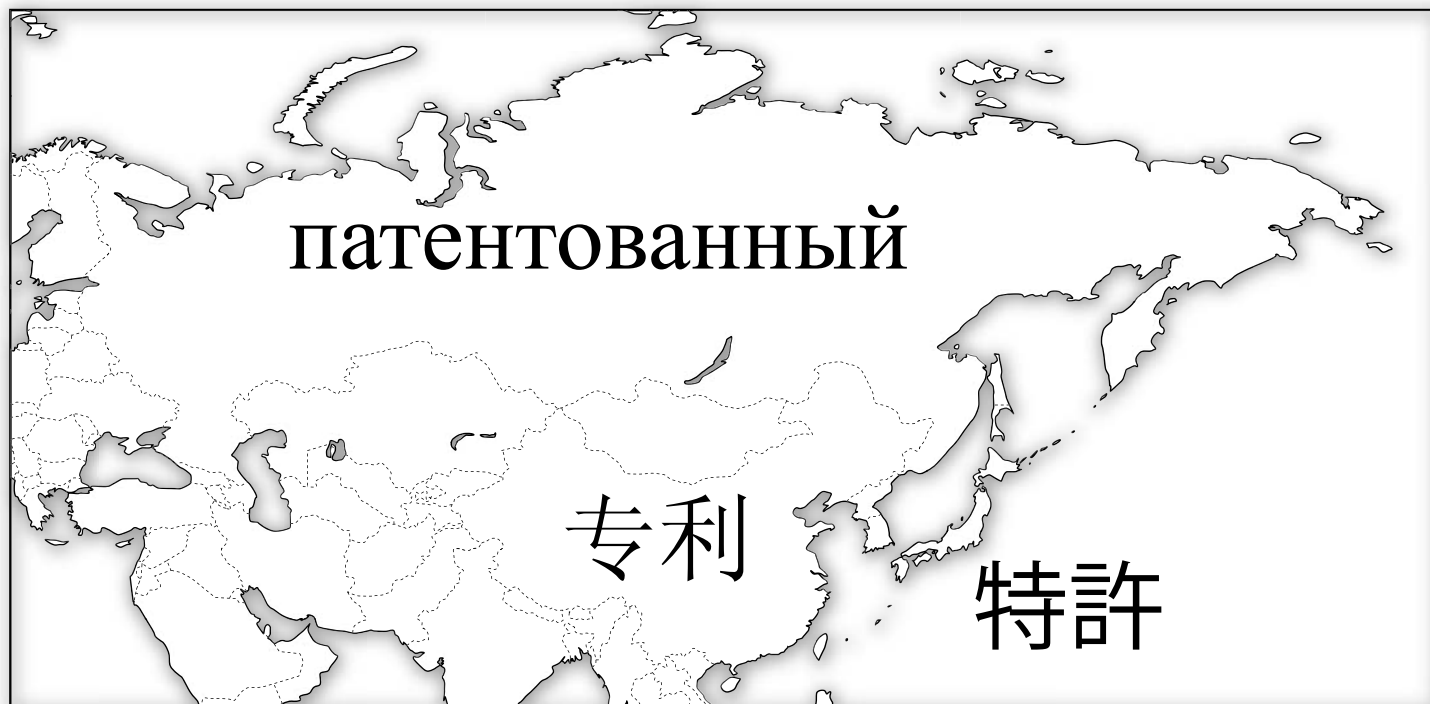 патентованный
专利
特許